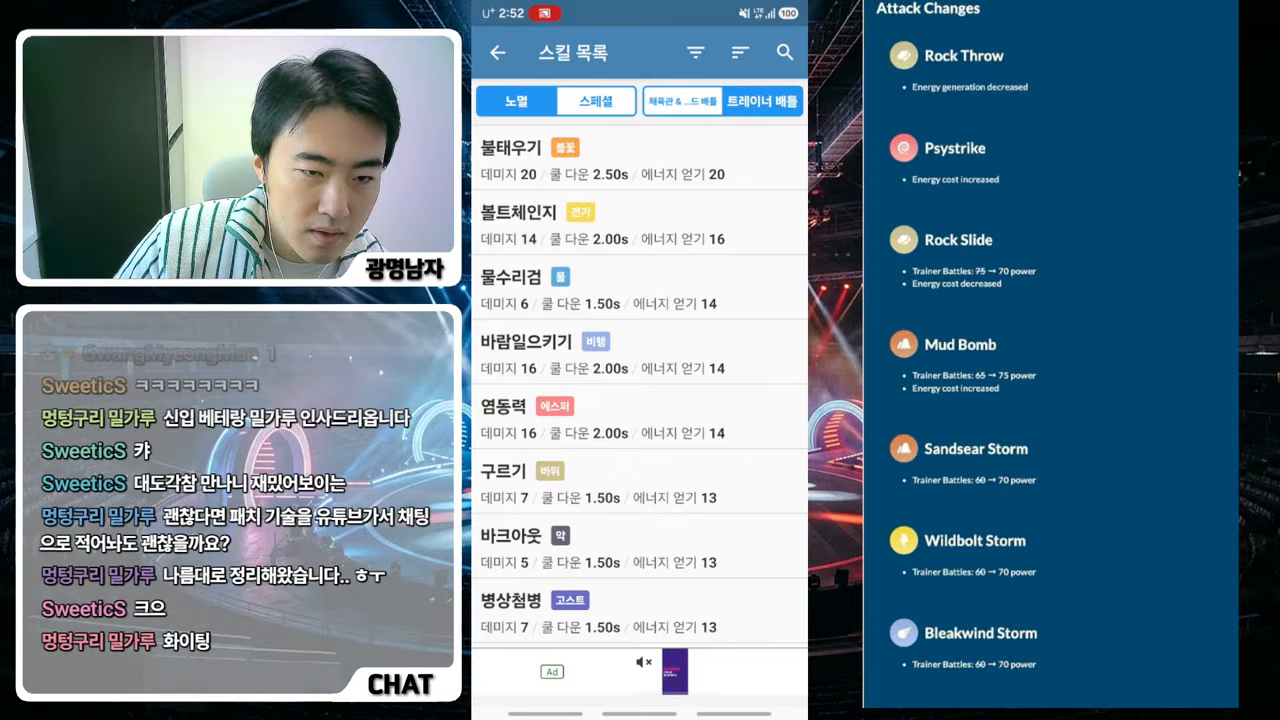 광명남자
GwangMyeongMan 1
SweeticS ㅋㅋㅋㅋㅋㅋㅋㅋ
멍텅구리 밀가루 신입 베테랑 밀가루 인사드리옵니다
SweeticS 캬
SweeticS 대도각참 만나니 재밌어보이는
멍텅구리 밀가루 괜찮다면 패치 기술을 유튜브가서 채팅
으로 적어놔도 괜찮을까요?
멍텅구리 밀가루 나름대로 정리해왔습니다.. ㅎㅜ
SweeticS 크으
멍텅구리 밀가루 화이팅
CHAT
U+ 2:52
LTE 100
스킬 목록
노멀 스페셜 체육관 & ...드 배틀 트레이너 배틀
불태우기 불꽃
데미지 20 / 쿨 다운 2.50s / 에너지 얻기 20
볼트체인지 전기
데미지 14 / 쿨 다운 2.00s / 에너지 얻기 16
물수리검 물
데미지 6 / 쿨 다운 1.50s / 에너지 얻기 14
바람일으키기 비행
데미지 16 / 쿨 다운 2.00s / 에너지 얻기 14
염동력 에스퍼
데미지 16 / 쿨 다운 2.00s / 에너지 얻기 14
구르기 바위
데미지 7 / 쿨 다운 1.50s / 에너지 얻기 13
바크아웃 악
데미지 5 / 쿨 다운 1.50s / 에너지 얻기 13
병상첨병 고스트
데미지 7 / 쿨 다운 1.50s / 에너지 얻기 13
Ad
Attack Changes
Rock Throw
• Energy generation decreased
Psystrike
• Energy cost increased
Rock Slide
• Trainer Battles: 75 → 70 power
• Energy cost decreased
Mud Bomb
• Trainer Battles: 65 → 75 power
• Energy cost increased
Sandsear Storm
• Trainer Battles: 60 → 70 power
Wildbolt Storm
• Trainer Battles: 60 → 70 power
Bleakwind Storm
• Trainer Battles: 60 → 70 power